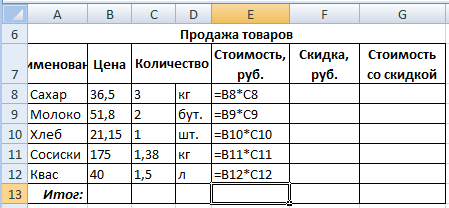 A B C D E F G
6 Продажа товаров
7 именован Цена Количество Стоимость, руб. Скидка, руб. Стоимость со скидкой
8 Сахар 36,5 3 кг =B8*C8
9 Молоко 51,8 2 бут. =B9*C9
10 Хлеб 21,15 1 шт. =B10*C10
11 Сосиски 175 1,38 кг =B11*C11
12 Квас 40 1,5 л =B12*C12
13 Итог: